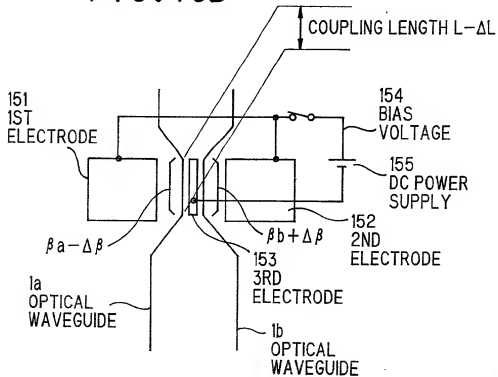 COUPLING LENGTH L-ΔL
151
1ST
ELECTRODE
154
BIAS
VOLTAGE
155
DC POWER
SUPPLY
βa-Δβ
βb+Δβ
152
2ND
ELECTRODE
153
3RD
ELECTRODE
1a
OPTICAL
WAVEGUIDE
1b
OPTICAL
WAVEGUIDE